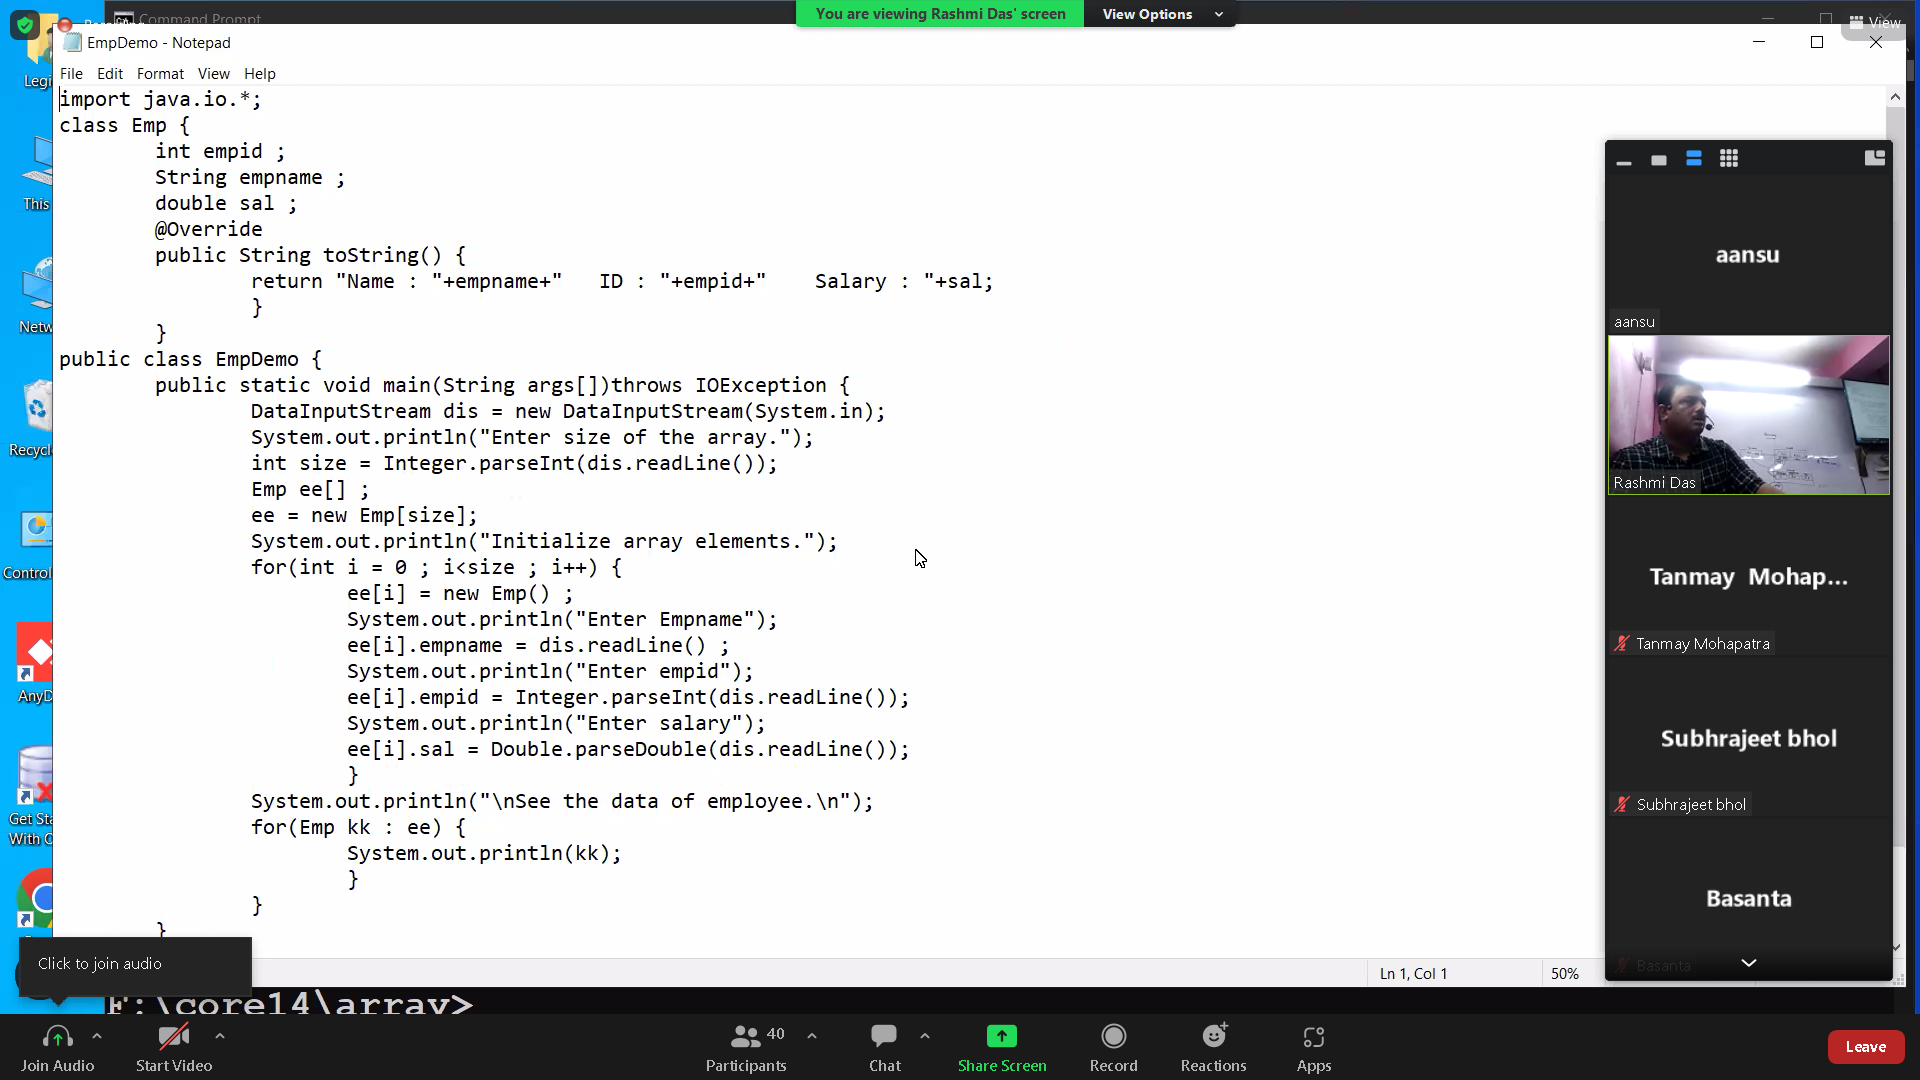 Command Prompt
You are viewing Rashmi Das' screen
View Options
View
EmpDemo - Notepad
File Edit Format View Help
import java.io.*;
class Emp {
int empid ;
String empname ;
double sal ;
@Override
public String toString() {
return "Name : "+empname+"   ID : "+empid+"    Salary : "+sal;
}
}
public class EmpDemo {
public static void main(String args[])throws IOException {
DataInputStream dis = new DataInputStream(System.in);
System.out.println("Enter size of the array.");
int size = Integer.parseInt(dis.readLine());
Emp ee[] ;
ee = new Emp[size];
System.out.println("Initialize array elements.");
for(int i = 0 ; i<size ; i++) {
ee[i] = new Emp() ;
System.out.println("Enter Empname");
ee[i].empname = dis.readLine() ;
System.out.println("Enter empid");
ee[i].empid = Integer.parseInt(dis.readLine());
System.out.println("Enter salary");
ee[i].sal = Double.parseDouble(dis.readLine());
}
System.out.println("\nSee the data of employee.\n");
for(Emp kk : ee) {
System.out.println(kk);
}
}
}
Ln 1, Col 1
50%
F:\core14\array>
Legi
This
Netw
Recycl
Control
AnyD
Get Sta
With O
aansu
aansu
Rashmi Das
Tanmay Mohap...
Tanmay Mohapatra
Subhrajeet bhol
Subhrajeet bhol
Basanta
Basanta
Click to join audio
Join Audio
Start Video
40
Participants
Chat
Share Screen
Record
Reactions
Apps
Leave